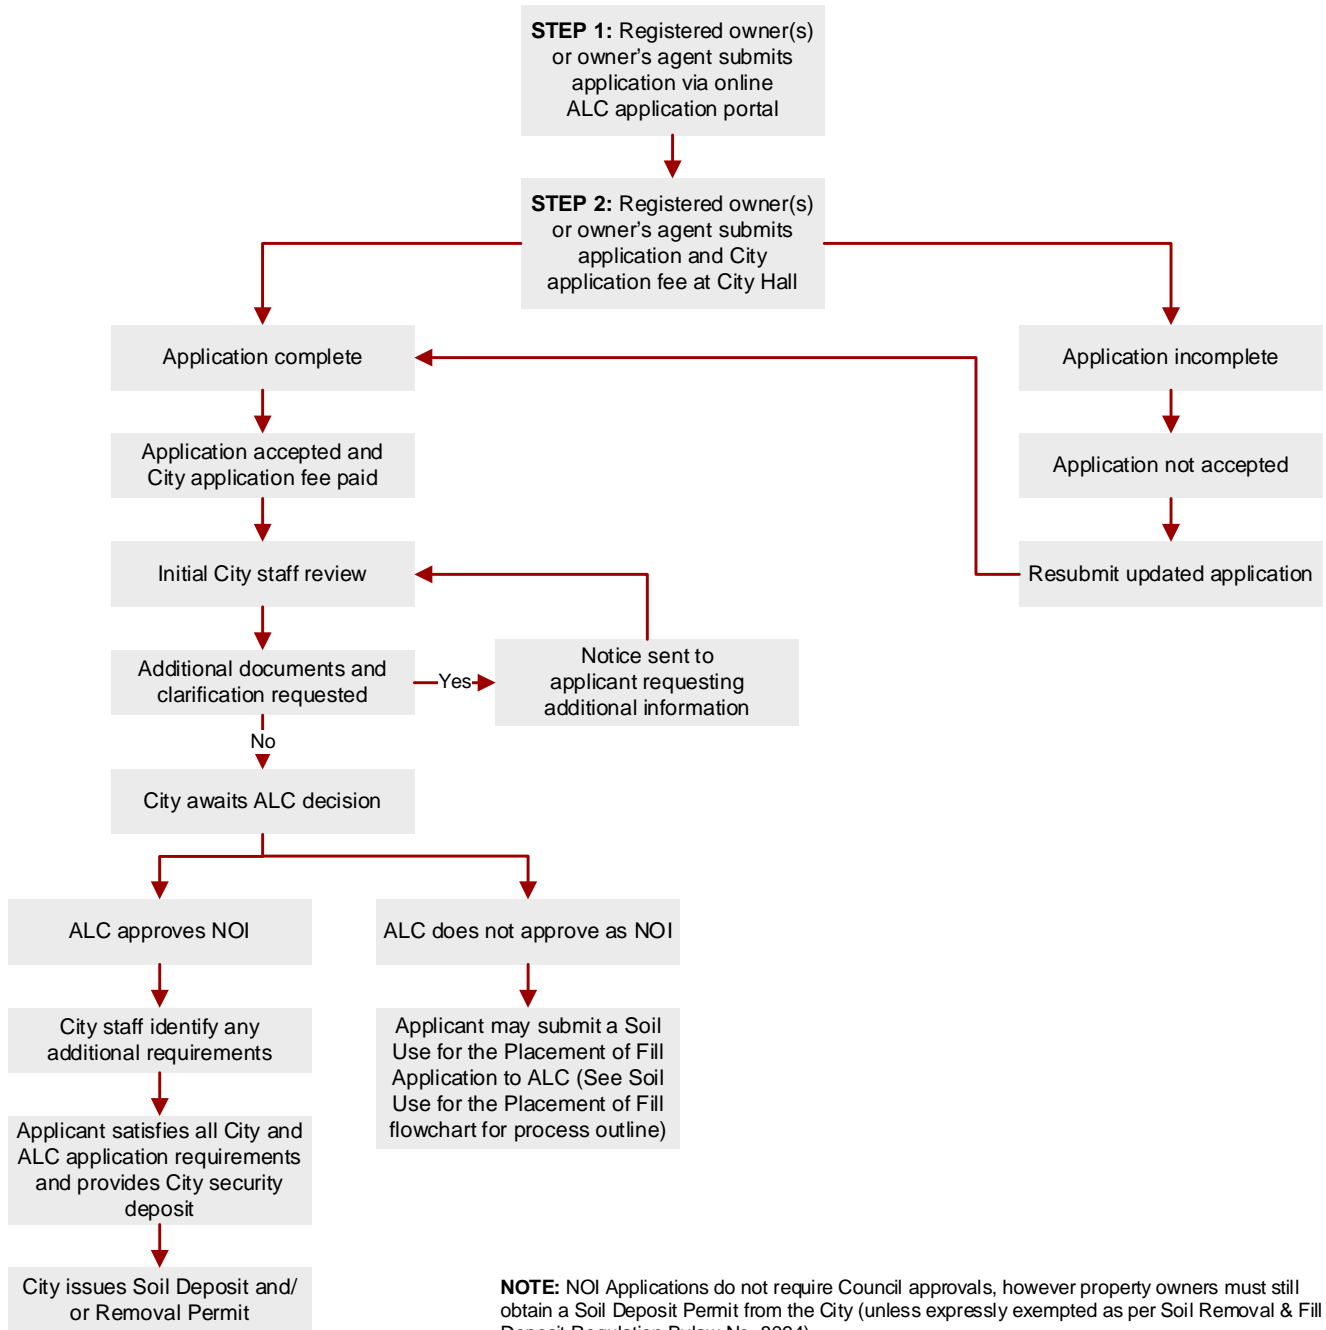 STEP 1: Registered owner(s)
or owner's agent submits
application via online
ALC application portal
STEP 2: Registered owner(s)
or owner's agent submits
application and City
application fee at City Hall
Application complete
Application incomplete
Application accepted and
City application fee paid
Application not accepted
Initial City staff review
Resubmit updated application
Additional documents and
clarification requested
Yes
Notice sent to
applicant requesting
additional information
No
City awaits ALC decision
ALC approves NOI
ALC does not approve as NOI
City staff identify any
additional requirements
Applicant may submit a Soil
Use for the Placement of Fill
Application to ALC (See Soil
Use for the Placement of Fill
flowchart for process outline)
Applicant satisfies all City and
ALC application requirements
and provides City security
deposit
City issues Soil Deposit and/
or Removal Permit
NOTE: NOI Applications do not require Council approvals, however property owners must still
obtain a Soil Deposit Permit from the City (unless expressly exempted as per Soil Removal & Fill
Deposit Regulation Bylaw No. 8094)